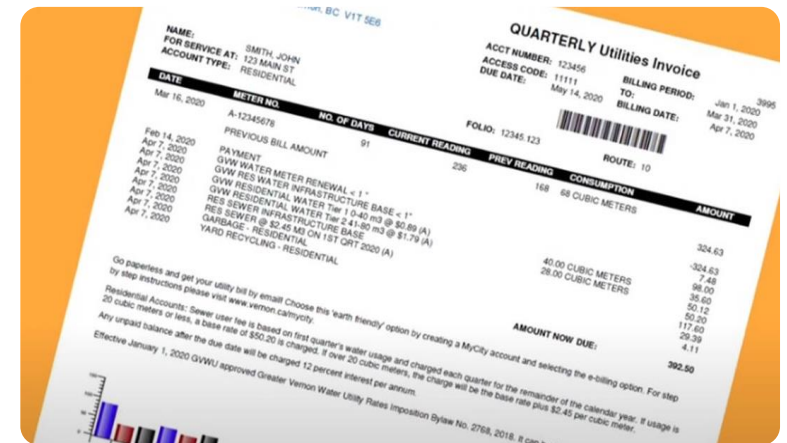 non, BC V1T 5E6
QUARTERLY Utilities Invoice
NAME: SMITH, JOHN
FOR SERVICE AT: 123 MAIN ST
ACCOUNT TYPE: RESIDENTIAL
ACCT NUMBER: 123456
ACCESS CODE: 11111
DUE DATE: May 14, 2020
3995
BILLING PERIOD: Jan 1, 2020
TO: Mar 31, 2020
BILLING DATE: Apr 7, 2020
FOLIO: 12345.123
ROUTE: 10
DATE METER NO. NO. OF DAYS CURRENT READING PREV READING CONSUMPTION AMOUNT
Mar 16, 2020 A-12345678 91 236 168 68 CUBIC METERS
PREVIOUS BILL AMOUNT 324.63
Feb 14, 2020 PAYMENT -324.63
Apr 7, 2020 GVW WATER METER RENEWAL < 1" 7.48
Apr 7, 2020 GVW RES WATER INFRASTRUCTURE BASE < 1" 98.00
Apr 7, 2020 GVW RESIDENTIAL WATER Tier 1 0-40 m3 @ $0.89 (A) 40.00 CUBIC METERS 35.60
Apr 7, 2020 GVW RESIDENTIAL WATER Tier 2 41-80 m3 @ $1.79 (A) 28.00 CUBIC METERS 50.12
Apr 7, 2020 RES SEWER INFRASTRUCTURE BASE 50.20
Apr 7, 2020 RES SEWER @ $2.45 M3 ON 1ST QRT 2020 (A) 117.60
Apr 7, 2020 GARBAGE - RESIDENTIAL 29.39
Apr 7, 2020 YARD RECYCLING - RESIDENTIAL 4.11
AMOUNT NOW DUE: 392.50
Go paperless and get your utility bill by email! Choose this 'earth friendly' option by creating a MyCity account and selecting the e-billing option. For step
by step instructions please visit www.vernon.ca/mycity.
Residential Accounts: Sewer user fee is based on first quarter's water usage and charged each quarter for the remainder of the calendar year. If usage is
20 cubic meters or less, a base rate of $50.20 is charged. If over 20 cubic meters, the charge will be the base rate plus $2.45 per cubic meter.
Any unpaid balance after the due date will be charged 12 percent interest per annum.
Effective January 1, 2020 GVWU approved Greater Vernon Water Utility Rates Imposition Bylaw No. 2768, 2018. It can